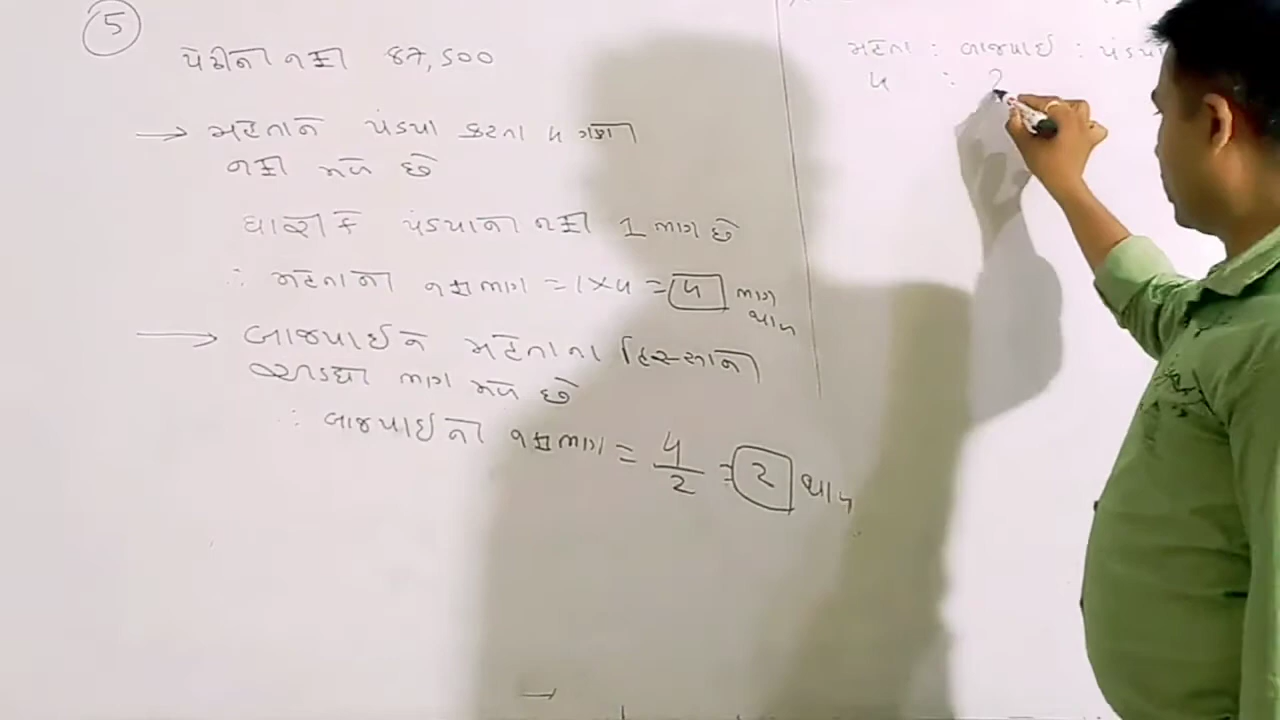 5
પેઢીનો નફો 87,500
→ મહેતાને પંડ્યા કરતા 4 ગણો
નફો મળે છે
ધારોકે પંડ્યાનો નફો 1 ભાગ છે
∴ મહેતાનો નફાભાગ = 1×4 = 4 ભાગ
થાય
→ બાજપાઈને મહેતાના હિસ્સાનો
અડધો ભાગ મળે છે
∴ બાજપાઈનો નફાભાગ = 4/2 = 2 થાય
મહેતા : બાજપાઈ :
4 : 2